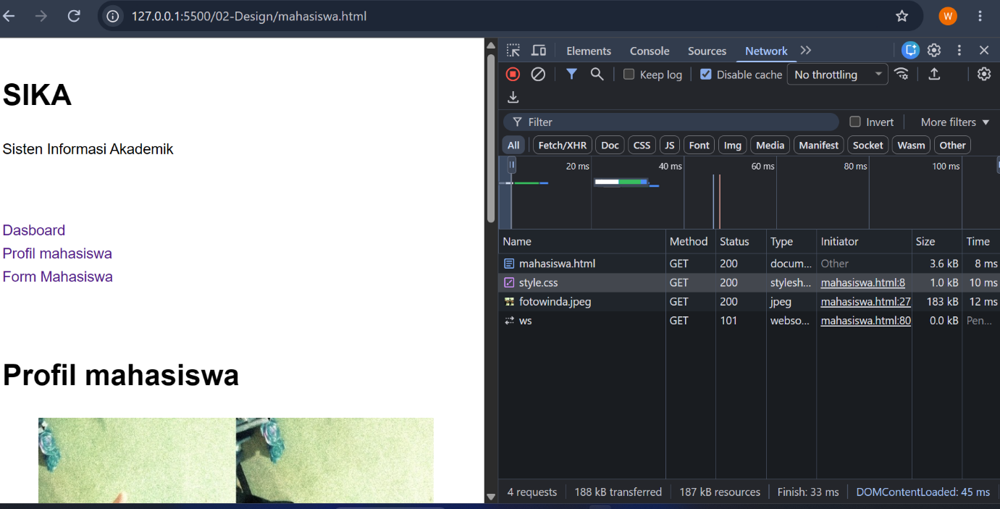 127.0.0.1:5500/02-Design/mahasiswa.html
W
SIKA
Sisten Informasi Akademik
Dasboard
Profil mahasiswa
Form Mahasiswa
Profil mahasiswa
Elements Console Sources Network
Keep log Disable cache No throttling
Filter Invert More filters
All Fetch/XHR Doc CSS JS Font Img Media Manifest Socket Wasm Other
20 ms 40 ms 60 ms 80 ms 100 ms
Name Method Status Type Initiator Size Time
mahasiswa.html GET 200 docum... Other 3.6 kB 8 ms
style.css GET 200 stylesh... mahasiswa.html:8 1.0 kB 10 ms
fotowinda.jpeg GET 200 jpeg mahasiswa.html:27 183 kB 12 ms
ws GET 101 webso... mahasiswa.html:80 0.0 kB Pen...
4 requests 188 kB transferred 187 kB resources Finish: 33 ms DOMContentLoaded: 45 ms